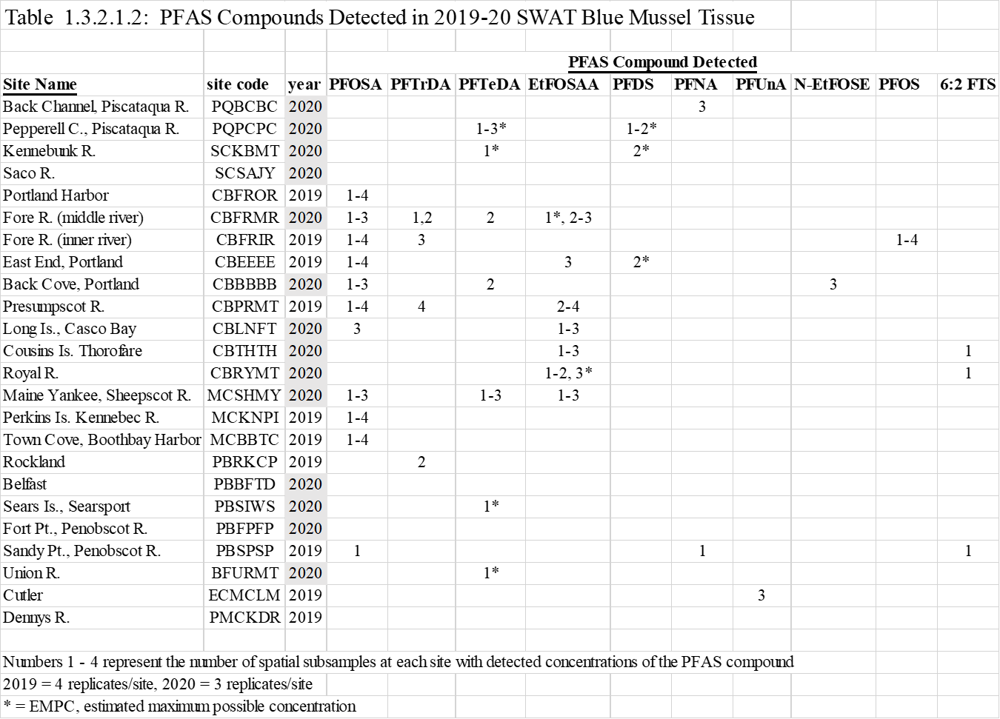 Table 1.3.2.1.2: PFAS Compounds Detected in 2019-20 SWAT Blue Mussel Tissue
PFAS Compound Detected
Site Name site code year PFOSA PFTrDA PFTeDA EtFOSAA PFDS PFNA PFUnA N-EtFOSE PFOS 6:2 FTS
Back Channel, Piscataqua R. PQBCBC 2020 3
Pepperell C., Piscataqua R. PQPCPC 2020 1-3* 1-2*
Kennebunk R. SCKBMT 2020 1* 2*
Saco R. SCSAJY 2020
Portland Harbor CBFROR 2019 1-4
Fore R. (middle river) CBFRMR 2020 1-3 1,2 2 1*, 2-3
Fore R. (inner river) CBFRIR 2019 1-4 3 1-4
East End, Portland CBEEEE 2019 1-4 3 2*
Back Cove, Portland CBBBBB 2020 1-3 2 3
Presumpscot R. CBPRMT 2019 1-4 4 2-4
Long Is., Casco Bay CBLNFT 2020 3 1-3
Cousins Is. Thorofare CBTHTH 2020 1-3 1
Royal R. CBRYMT 2020 1-2, 3* 1
Maine Yankee, Sheepscot R. MCSHMY 2020 1-3 1-3 1-3
Perkins Is. Kennebec R. MCKNPI 2019 1-4
Town Cove, Boothbay Harbor MCBBTC 2019 1-4
Rockland PBRKCP 2019 2
Belfast PBBFTD 2020
Sears Is., Searsport PBSIWS 2020 1*
Fort Pt., Penobscot R. PBFPFP 2020
Sandy Pt., Penobscot R. PBSPSP 2019 1 1 1
Union R. BFURMT 2020 1*
Cutler ECMCLM 2019 3
Dennys R. PMCKDR 2019
Numbers 1 - 4 represent the number of spatial subsamples at each site with detected concentrations of the PFAS compound
2019 = 4 replicates/site, 2020 = 3 replicates/site
* = EMPC, estimated maximum possible concentration